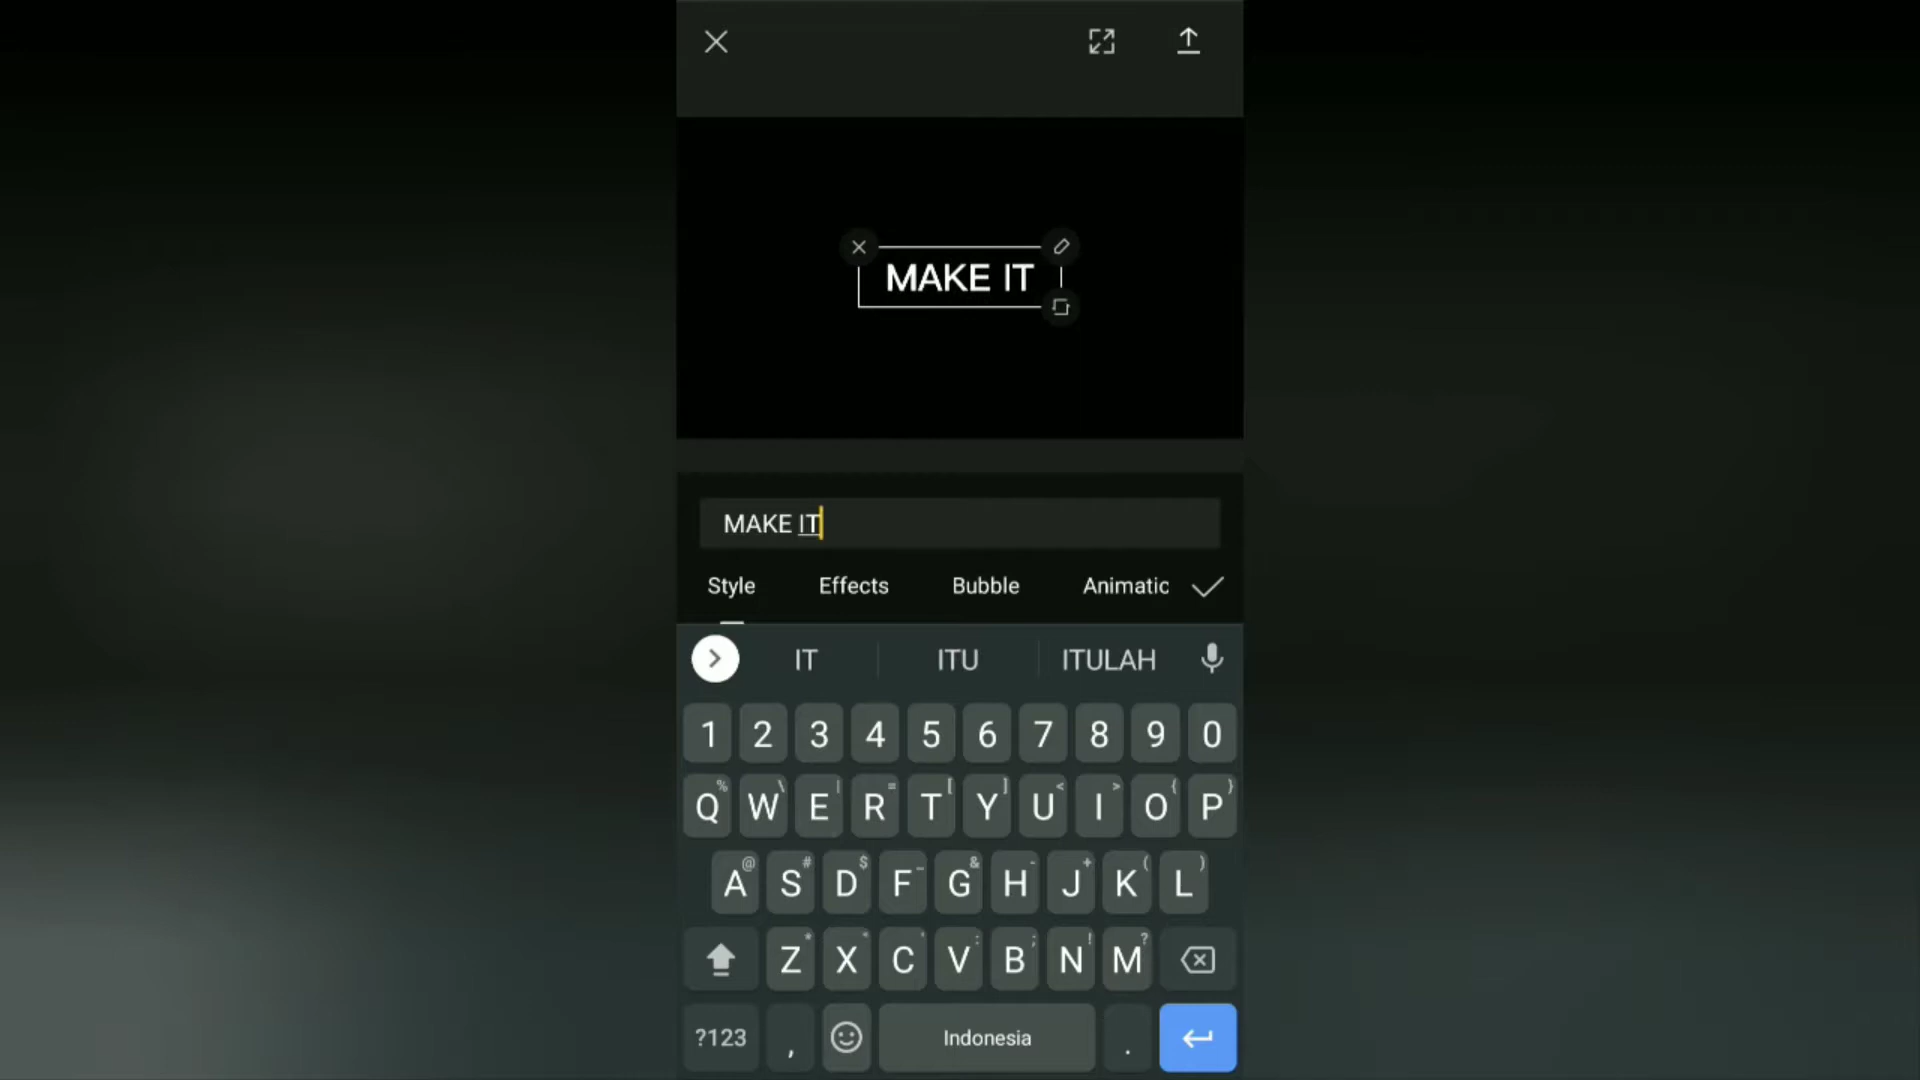 MAKE IT
MAKE IT
Style Effects Bubble Animatic
IT ITU ITULAH
1 2 3 4 5 6 7 8 9 0
Q W E R T Y U I O P
A S D F G H J K L
Z X C V B N M
?123 , Indonesia .